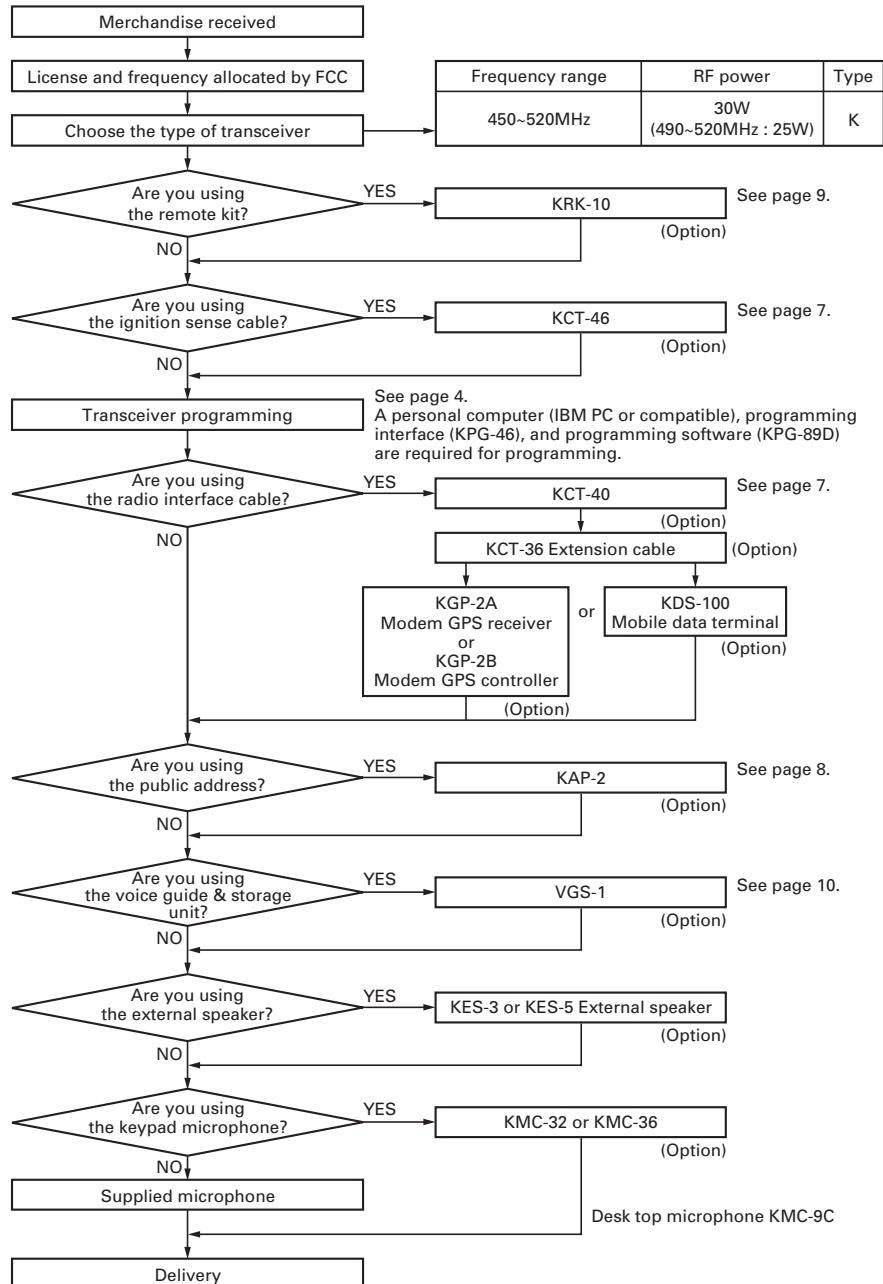 Merchandise received
License and frequency allocated by FCC
Choose the type of transceiver
Frequency range RF power Type
450~520MHz 30W (490~520MHz : 25W) K
Are you using
the remote kit?
YES
KRK-10
See page 9.
(Option)
NO
Are you using
the ignition sense cable?
YES
KCT-46
See page 7.
(Option)
NO
Transceiver programming
See page 4.
A personal computer (IBM PC or compatible), programming
interface (KPG-46), and programming software (KPG-89D)
are required for programming.
Are you using
the radio interface cable?
YES
KCT-40
See page 7.
(Option)
NO
KCT-36 Extension cable
(Option)
KGP-2A
Modem GPS receiver
or
KGP-2B
Modem GPS controller
(Option)
or
KDS-100
Mobile data terminal
(Option)
Are you using
the public address?
YES
KAP-2
See page 8.
(Option)
NO
Are you using
the voice guide & storage
unit?
YES
VGS-1
See page 10.
(Option)
NO
Are you using
the external speaker?
YES
KES-3 or KES-5 External speaker
(Option)
NO
Are you using
the keypad microphone?
YES
KMC-32 or KMC-36
(Option)
NO
Supplied microphone
Desk top microphone KMC-9C
Delivery